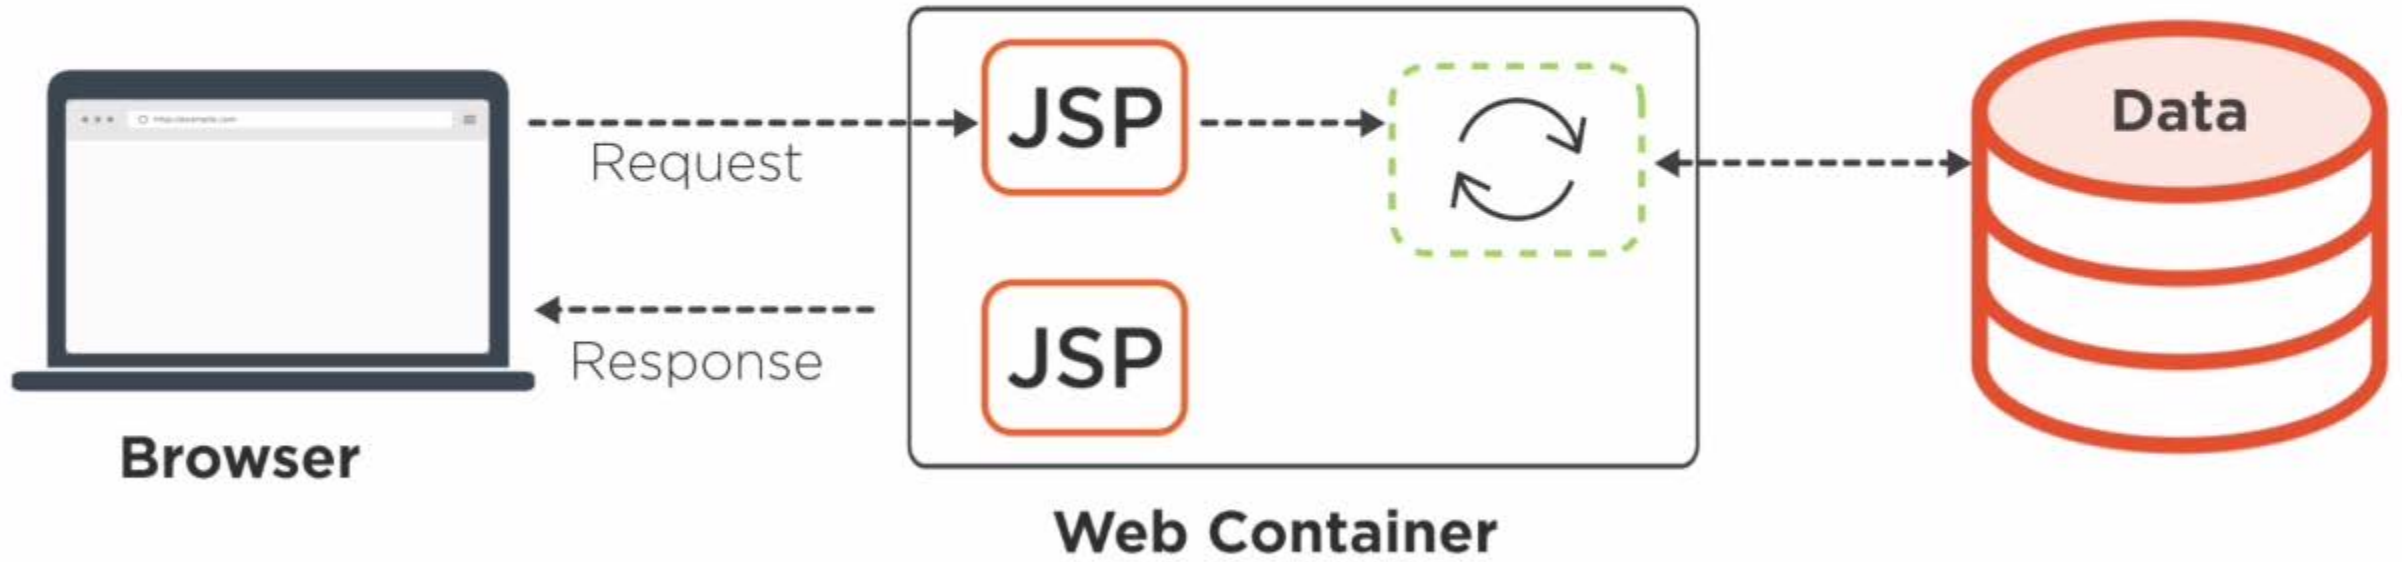 JSP
Data
Request
JSP
Response
Browser
Web Container